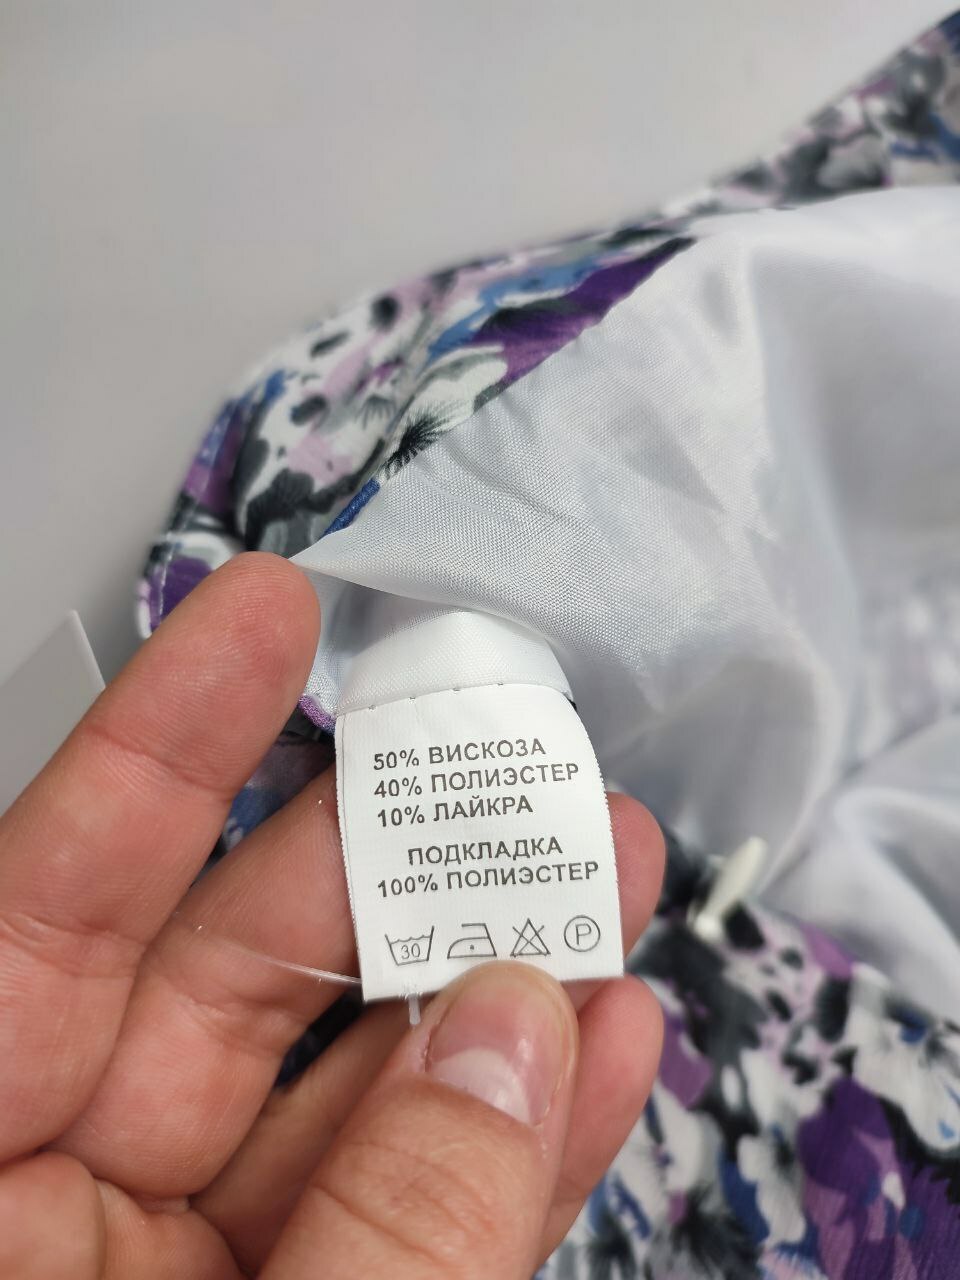 50% ВИСКОЗА
40% ПОЛИЭСТЕР
10% ЛАЙКРА
ПОДКЛАДКА
100% ПОЛИЭСТЕР
30 P